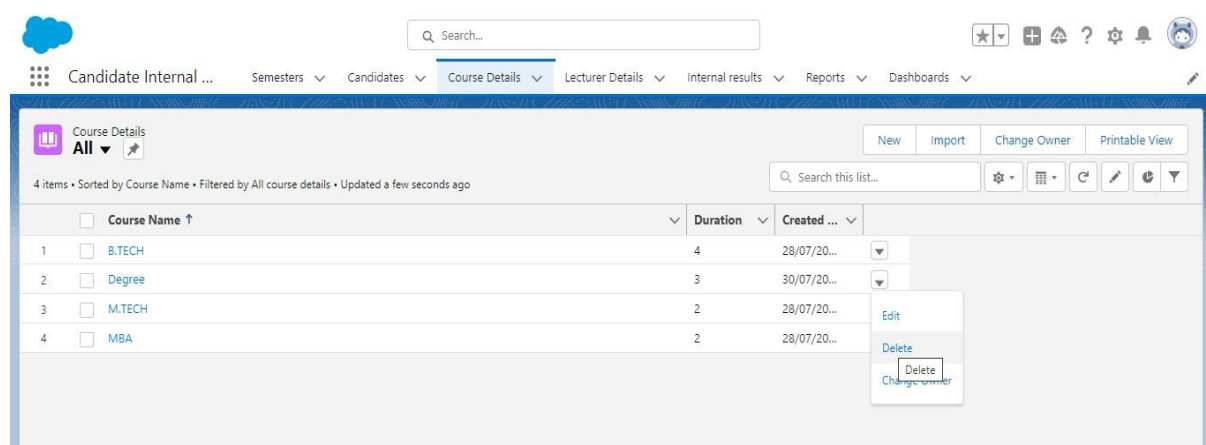 Search...
Candidate Internal ... Semesters Candidates Course Details Lecturer Details Internal results Reports Dashboards
Course Details
All
New Import Change Owner Printable View
4 items • Sorted by Course Name • Filtered by All course details • Updated a few seconds ago
Search this list...
Course Name ↑ Duration Created ...
1 B.TECH 4 28/07/20...
2 Degree 3 30/07/20...
3 M.TECH 2 28/07/20...
4 MBA 2 28/07/20...
Edit
Delete
Delete
Change Owner